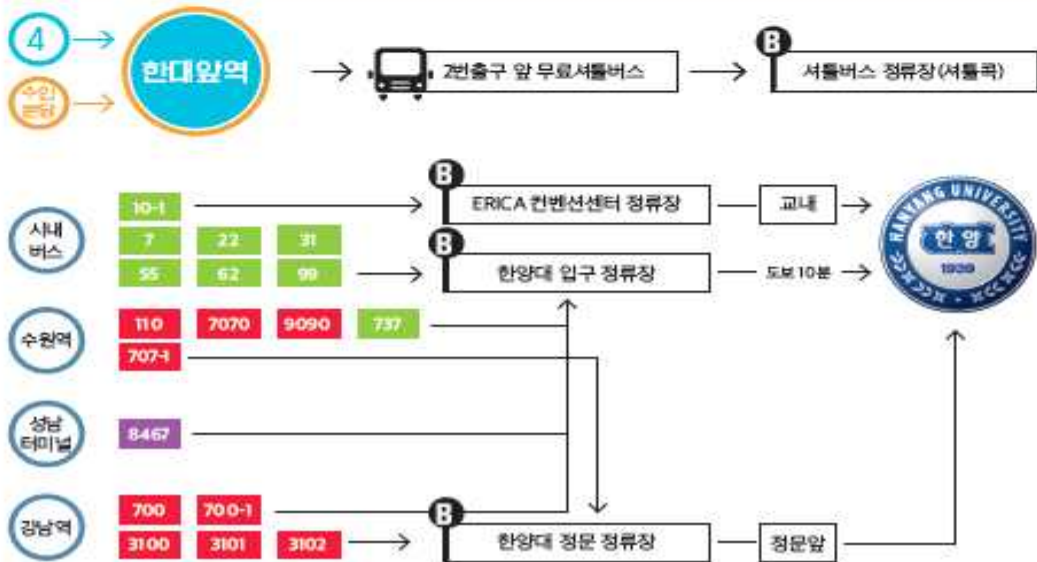 4
한대앞역
2번출구 앞 무료셔틀버스
셔틀버스 정류장(셔틀콕)
수인
분당
시내
버스
10-1
7 22 31
55 62 99
B
ERICA 컨벤션센터 정류장
교내
B
한양대 입구 정류장
도보 10분
HANYANG UNIVERSITY
한양
1939
수원역
110 7070 9090 737
707-1
성남
터미널
8467
강남역
700 700-1
3100 3101 3102
B
한양대 정문 정류장
정문앞
B